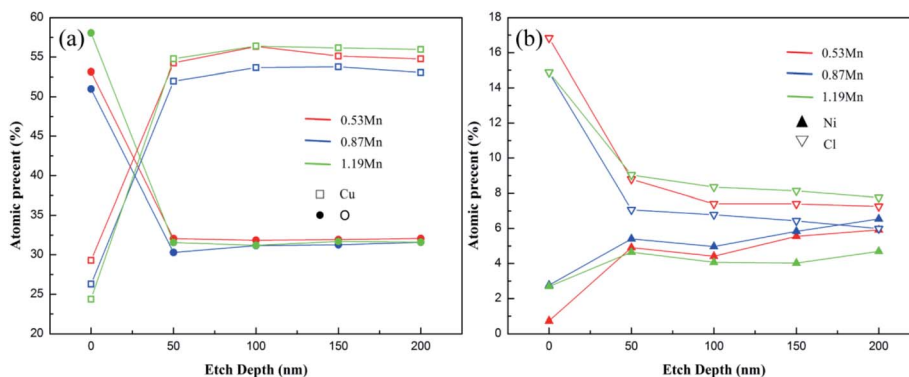 (a)
60
55
50
45
40
35
30
25
20
0 50 100 150 200
Atomic precent (%)
Etch Depth (nm)
0.53Mn
0.87Mn
1.19Mn
Cu
O
(b)
18
16
14
12
10
8
6
4
2
0
0 50 100 150 200
Atomic precent (%)
Etch Depth (nm)
0.53Mn
0.87Mn
1.19Mn
Ni
Cl